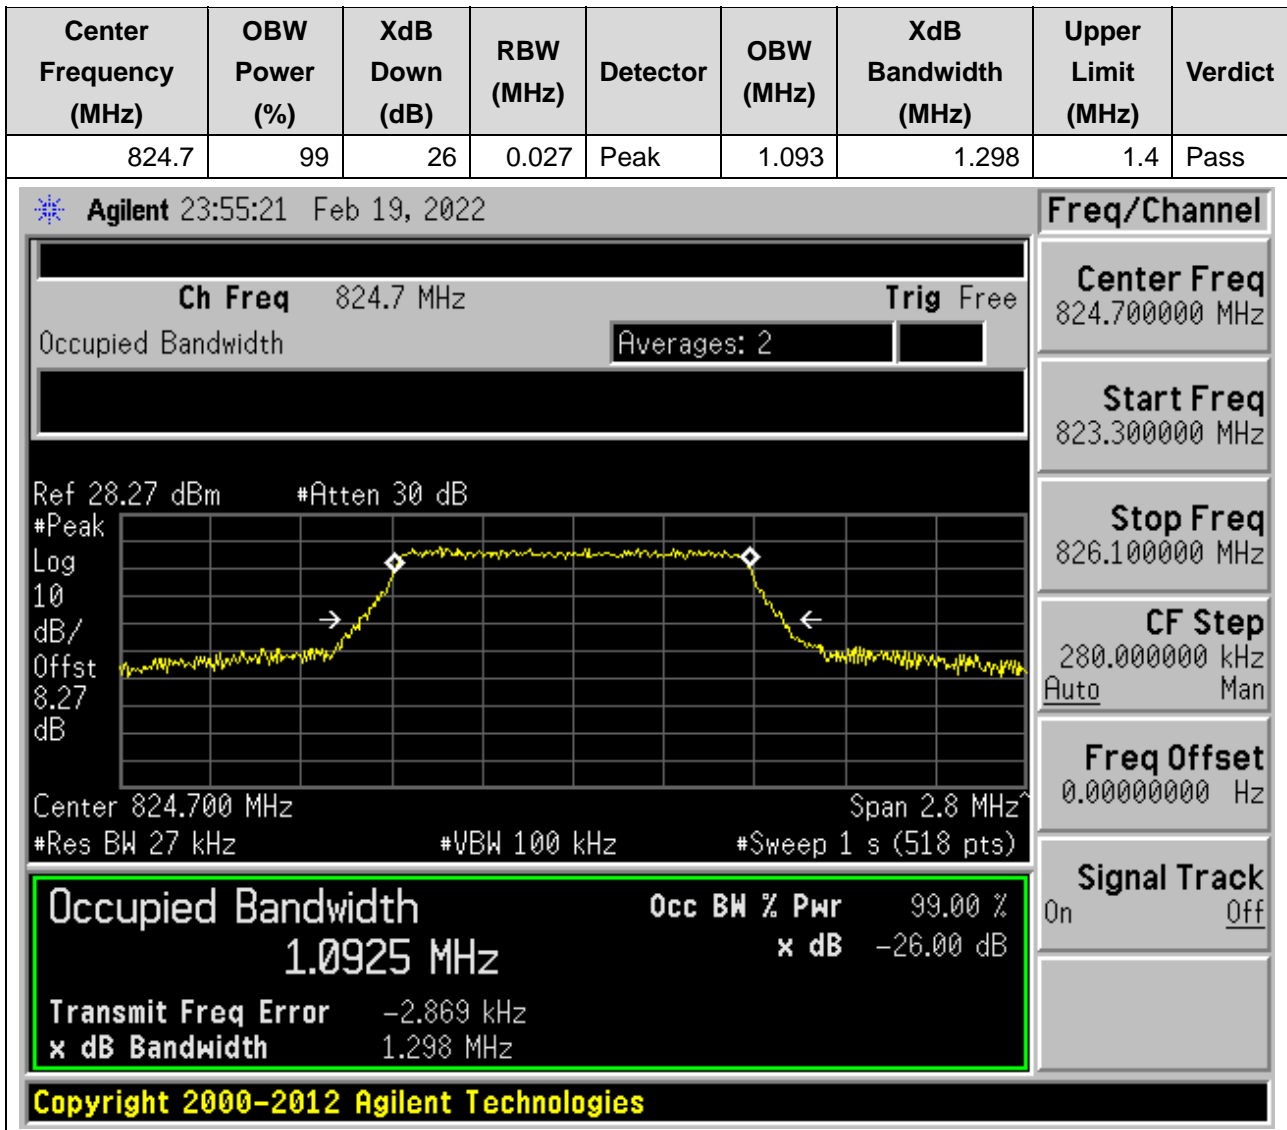 Center Frequency (MHz) OBW Power (%) XdB Down (dB) RBW (MHz) Detector OBW (MHz) XdB Bandwidth (MHz) Upper Limit (MHz) Verdict
824.7 99 26 0.027 Peak 1.093 1.298 1.4 Pass
Agilent 23:55:21 Feb 19, 2022
Freq/Channel
Ch Freq 824.7 MHz Trig Free
Occupied Bandwidth Averages: 2
Ref 28.27 dBm #Atten 30 dB
#Peak
Log
10
dB/
Offst
8.27
dB
Center 824.700 MHz Span 2.8 MHz^
#Res BW 27 kHz #VBW 100 kHz #Sweep 1 s (518 pts)
Occupied Bandwidth Occ BW % Pwr 99.00 %
1.0925 MHz x dB -26.00 dB
Transmit Freq Error -2.869 kHz
x dB Bandwidth 1.298 MHz
Center Freq
824.700000 MHz
Start Freq
823.300000 MHz
Stop Freq
826.100000 MHz
CF Step
280.000000 kHz
Auto Man
Freq Offset
0.00000000 Hz
Signal Track
On Off
Copyright 2000-2012 Agilent Technologies